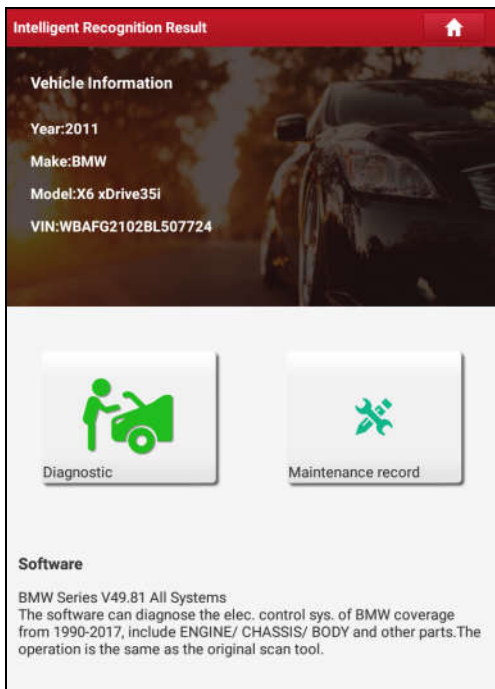 Intelligent Recognition Result
Vehicle Information
Year:2011
Make:BMW
Model:X6 xDrive35i
VIN:WBAFG2102BL507724
Diagnostic
Maintenance record
Software
BMW Series V49.81 All Systems
The software can diagnose the elec. control sys. of BMW coverage
from 1990-2017, include ENGINE/ CHASSIS/ BODY and other parts.The
operation is the same as the original scan tool.